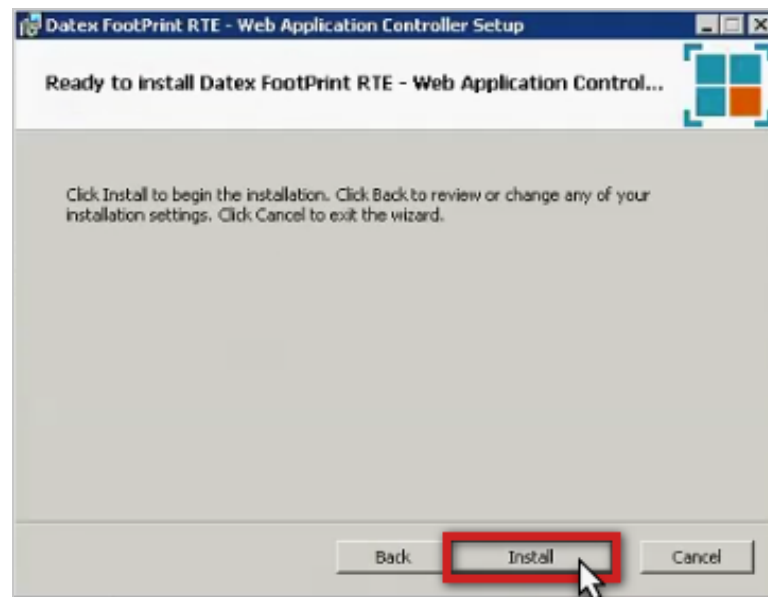 Datex FootPrint RTE - Web Application Controller Setup
Ready to install Datex FootPrint RTE - Web Application Control...
Click Install to begin the installation. Click Back to review or change any of your
installation settings. Click Cancel to exit the wizard.
Back Install Cancel